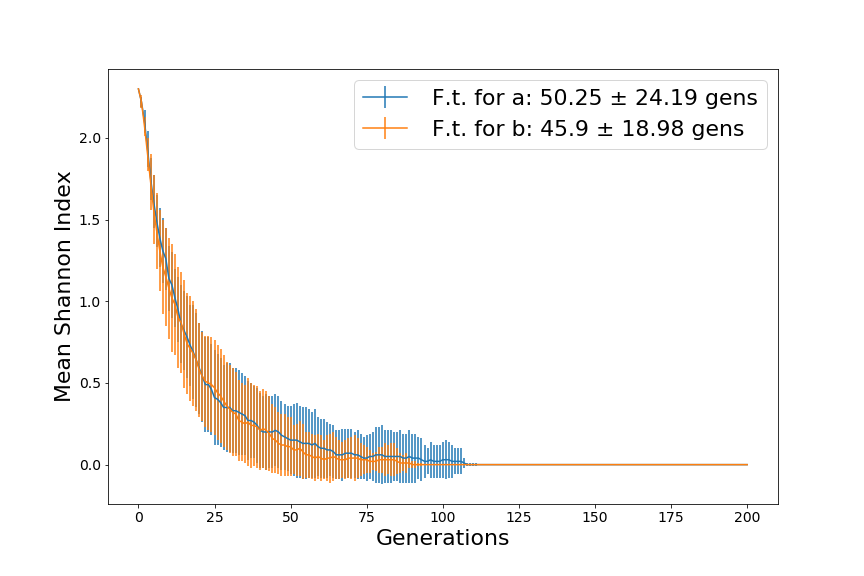 F.t. for a: 50.25 ± 24.19 gens
F.t. for b: 45.9 ± 18.98 gens
Mean Shannon Index
2.0
1.5
1.0
0.5
0.0
0 25 50 75 100 125 150 175 200
Generations